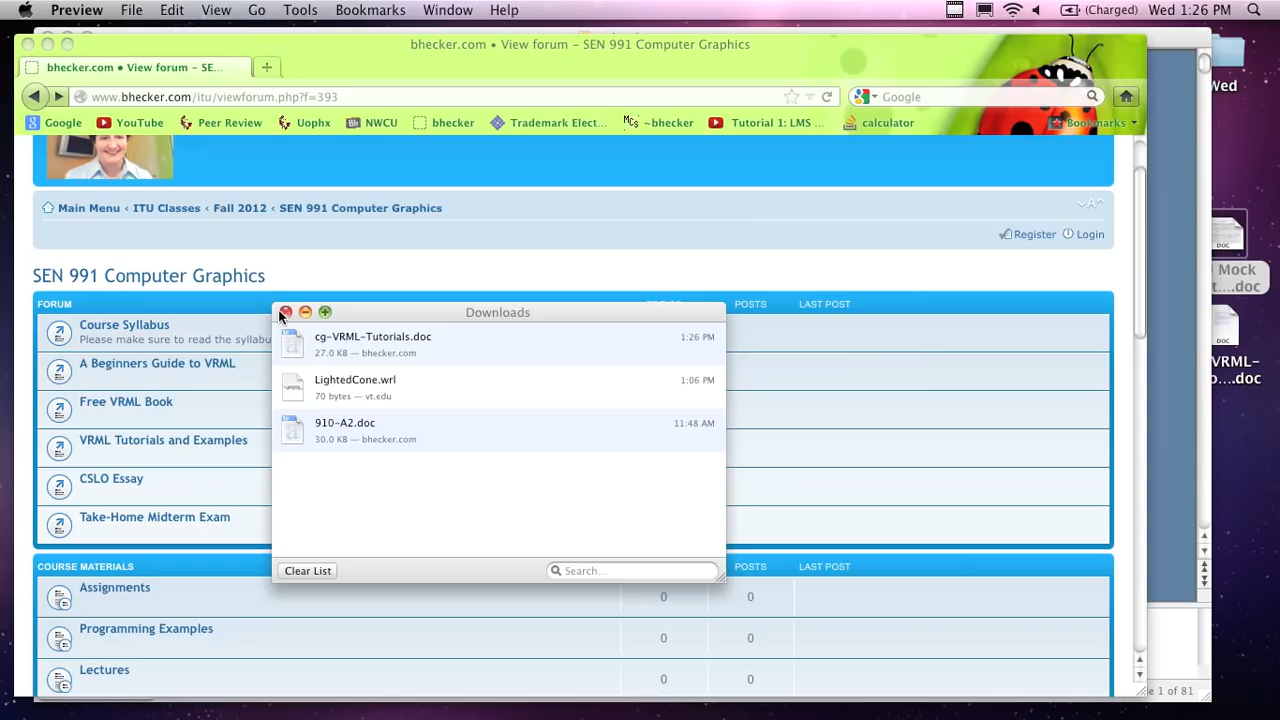 Preview File Edit View Go Tools Bookmarks Window Help (Charged) Wed 1:26 PM
bhecker.com • View forum – SEN 991 Computer Graphics
bhecker.com • View forum – SE...
www.bhecker.com/itu/viewforum.php?f=393 Google
Google YouTube Peer Review Uophx NWCU bhecker Trademark Elect... ~bhecker Tutorial 1: LMS ... calculator Bookmarks
Wed
Main Menu ‹ ITU Classes ‹ Fall 2012 ‹ SEN 991 Computer Graphics
Register Login
Mock
....doc
SEN 991 Computer Graphics
FORUM POSTS LAST POST
Course Syllabus
Please make sure to read the syllabu
A Beginners Guide to VRML
Free VRML Book
VRML Tutorials and Examples
CSLO Essay
Take-Home Midterm Exam
Downloads
cg-VRML-Tutorials.doc 1:26 PM
27.0 KB — bhecker.com
LightedCone.wrl 1:06 PM
70 bytes — vt.edu
910-A2.doc 11:48 AM
30.0 KB — bhecker.com
Clear List Search...
VRML-
....doc
COURSE MATERIALS POSTS LAST POST
Assignments 0 0
Programming Examples 0 0
Lectures 0 0
1 of 81